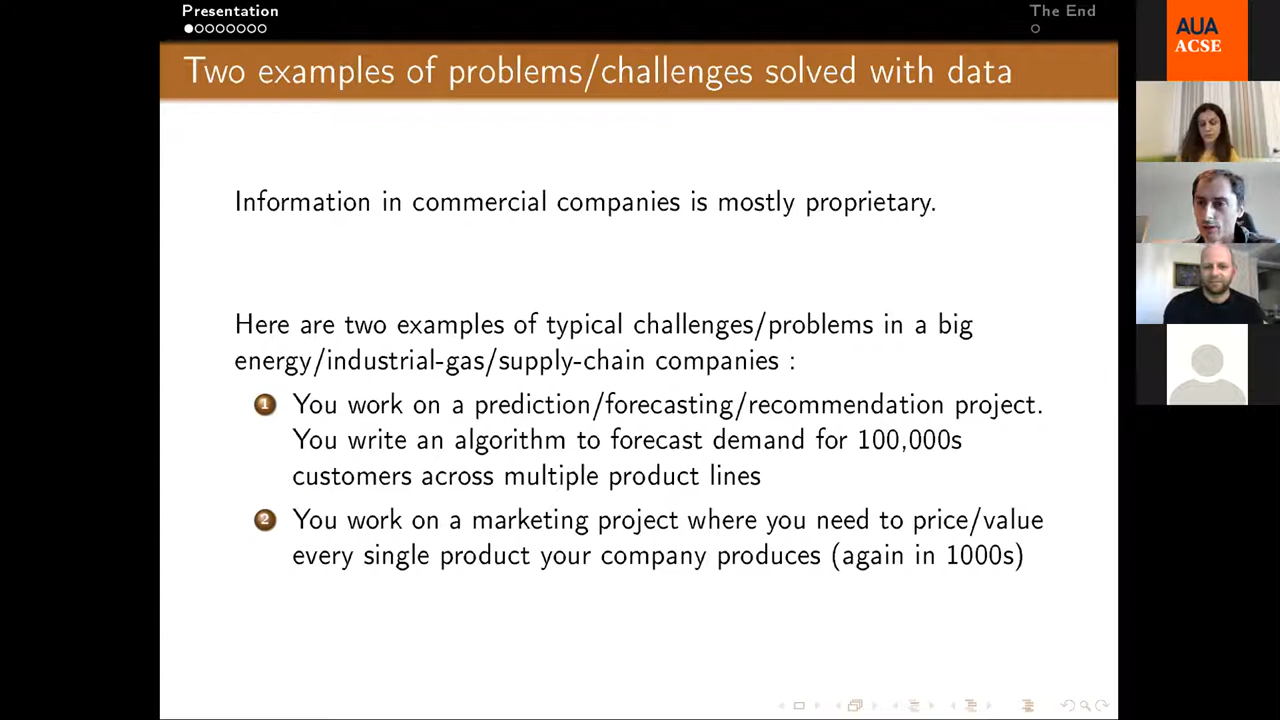 Presentation
The End
Two examples of problems/challenges solved with data
Information in commercial companies is mostly proprietary.
Here are two examples of typical challenges/problems in a big
energy/industrial-gas/supply-chain companies :
1 You work on a prediction/forecasting/recommendation project.
You write an algorithm to forecast demand for 100,000s
customers across multiple product lines
2 You work on a marketing project where you need to price/value
every single product your company produces (again in 1000s)
AUA
ACSE